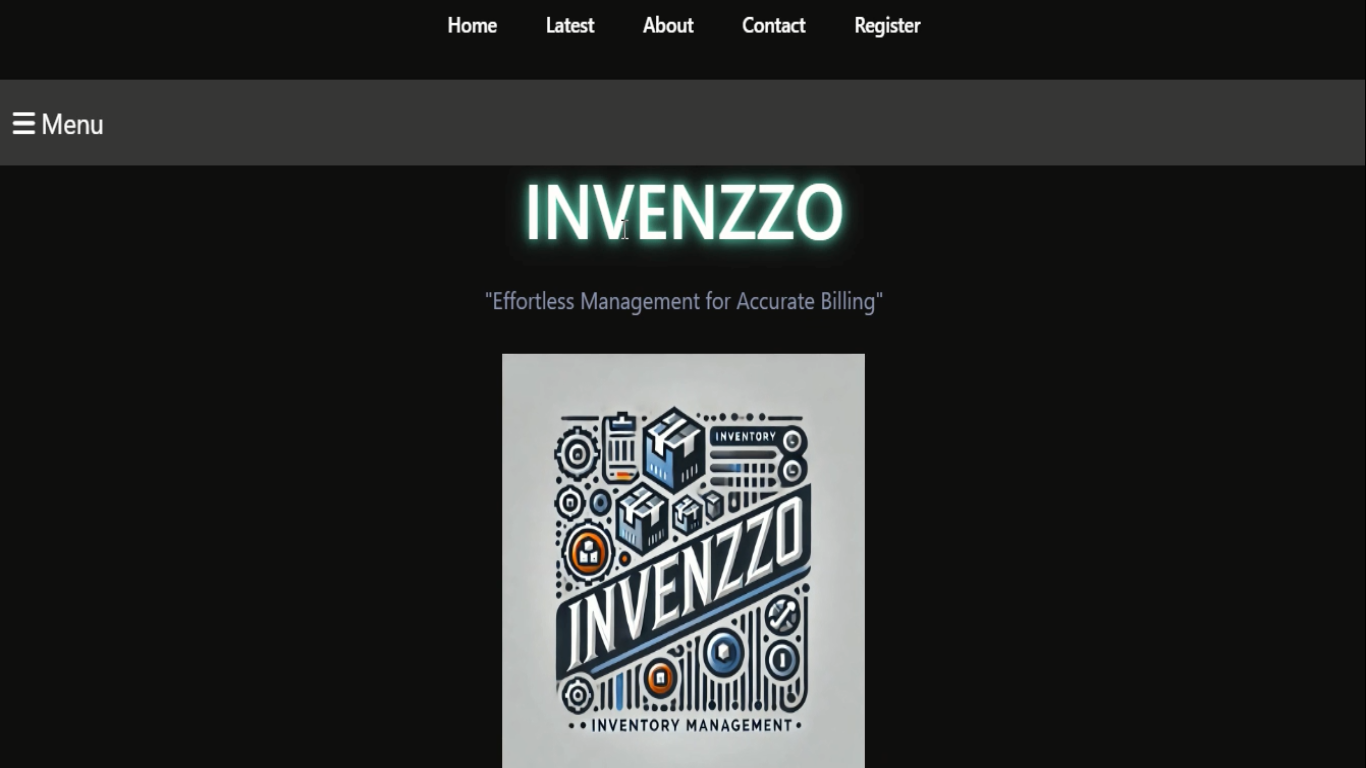 Home Latest About Contact Register
☰ Menu
INVENZZO
"Effortless Management for Accurate Billing"
INVENTORY
INVENZZO
INVENTORY MANAGEMENT